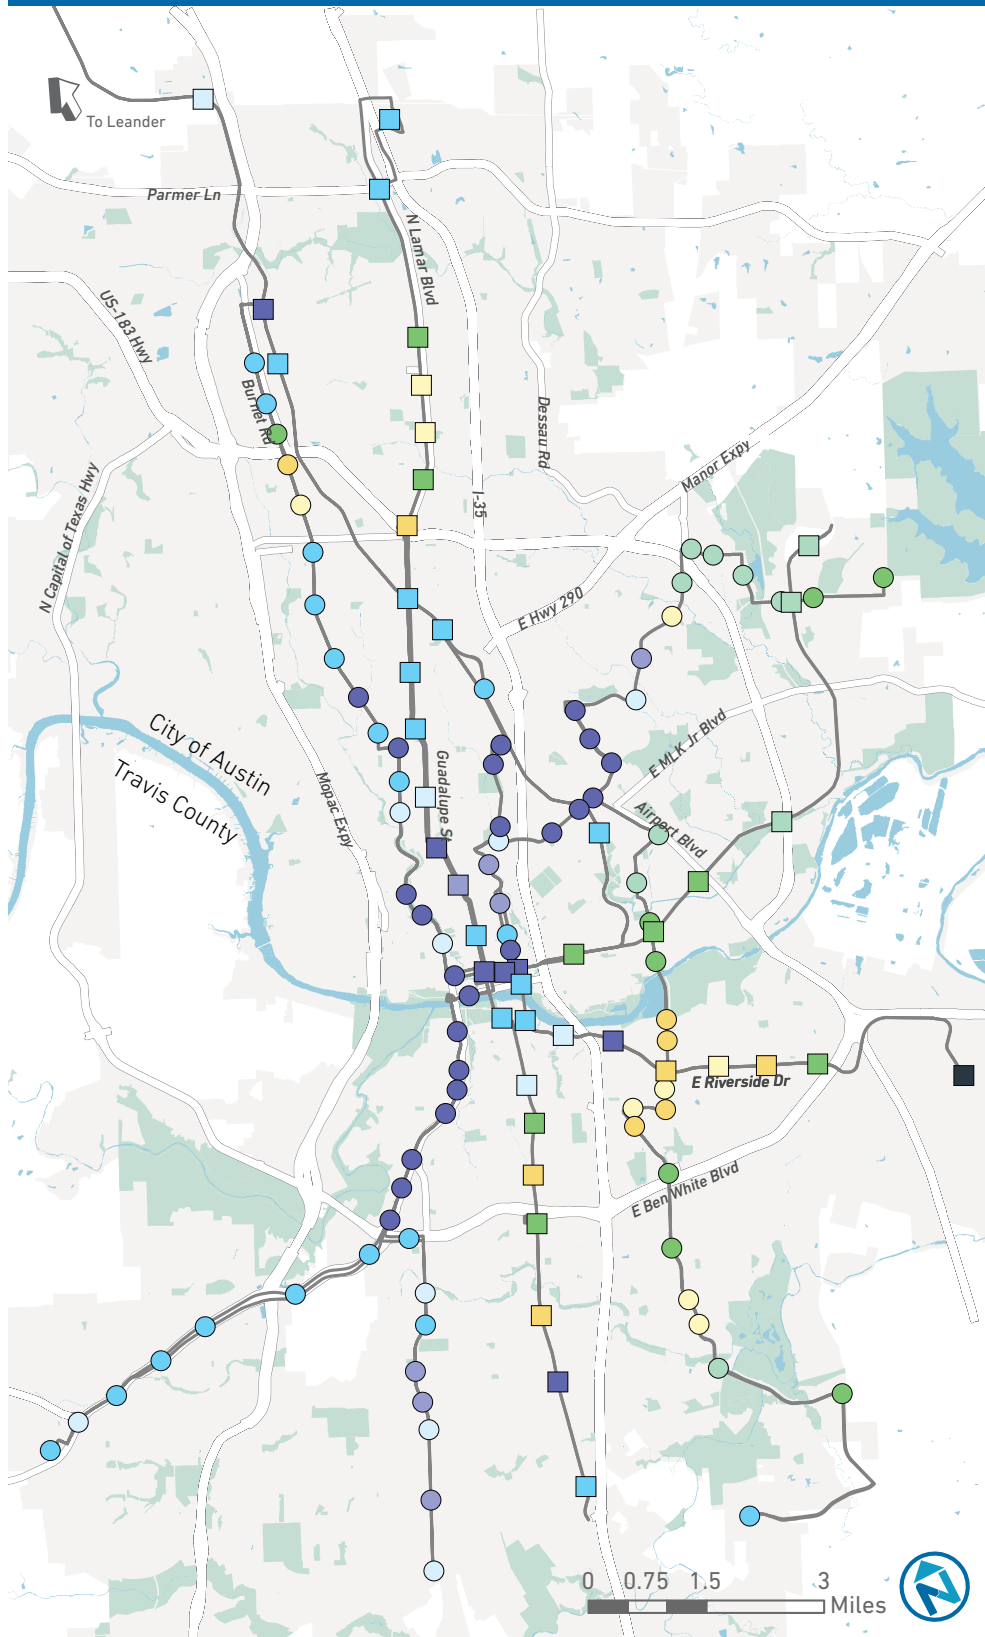 To Leander
Parmer Ln
N Lamar Blvd
US-183 Hwy
Burnet Rd
Dessau Rd
Manor Expy
N Capital of Texas Hwy
I-35
E Hwy 290
City of Austin
Travis County
Mopac Expy
Guadalupe St
E MLK Jr Blvd
Airport Blvd
E Riverside Dr
E Ben White Blvd
0 0.75 1.5 3
Miles